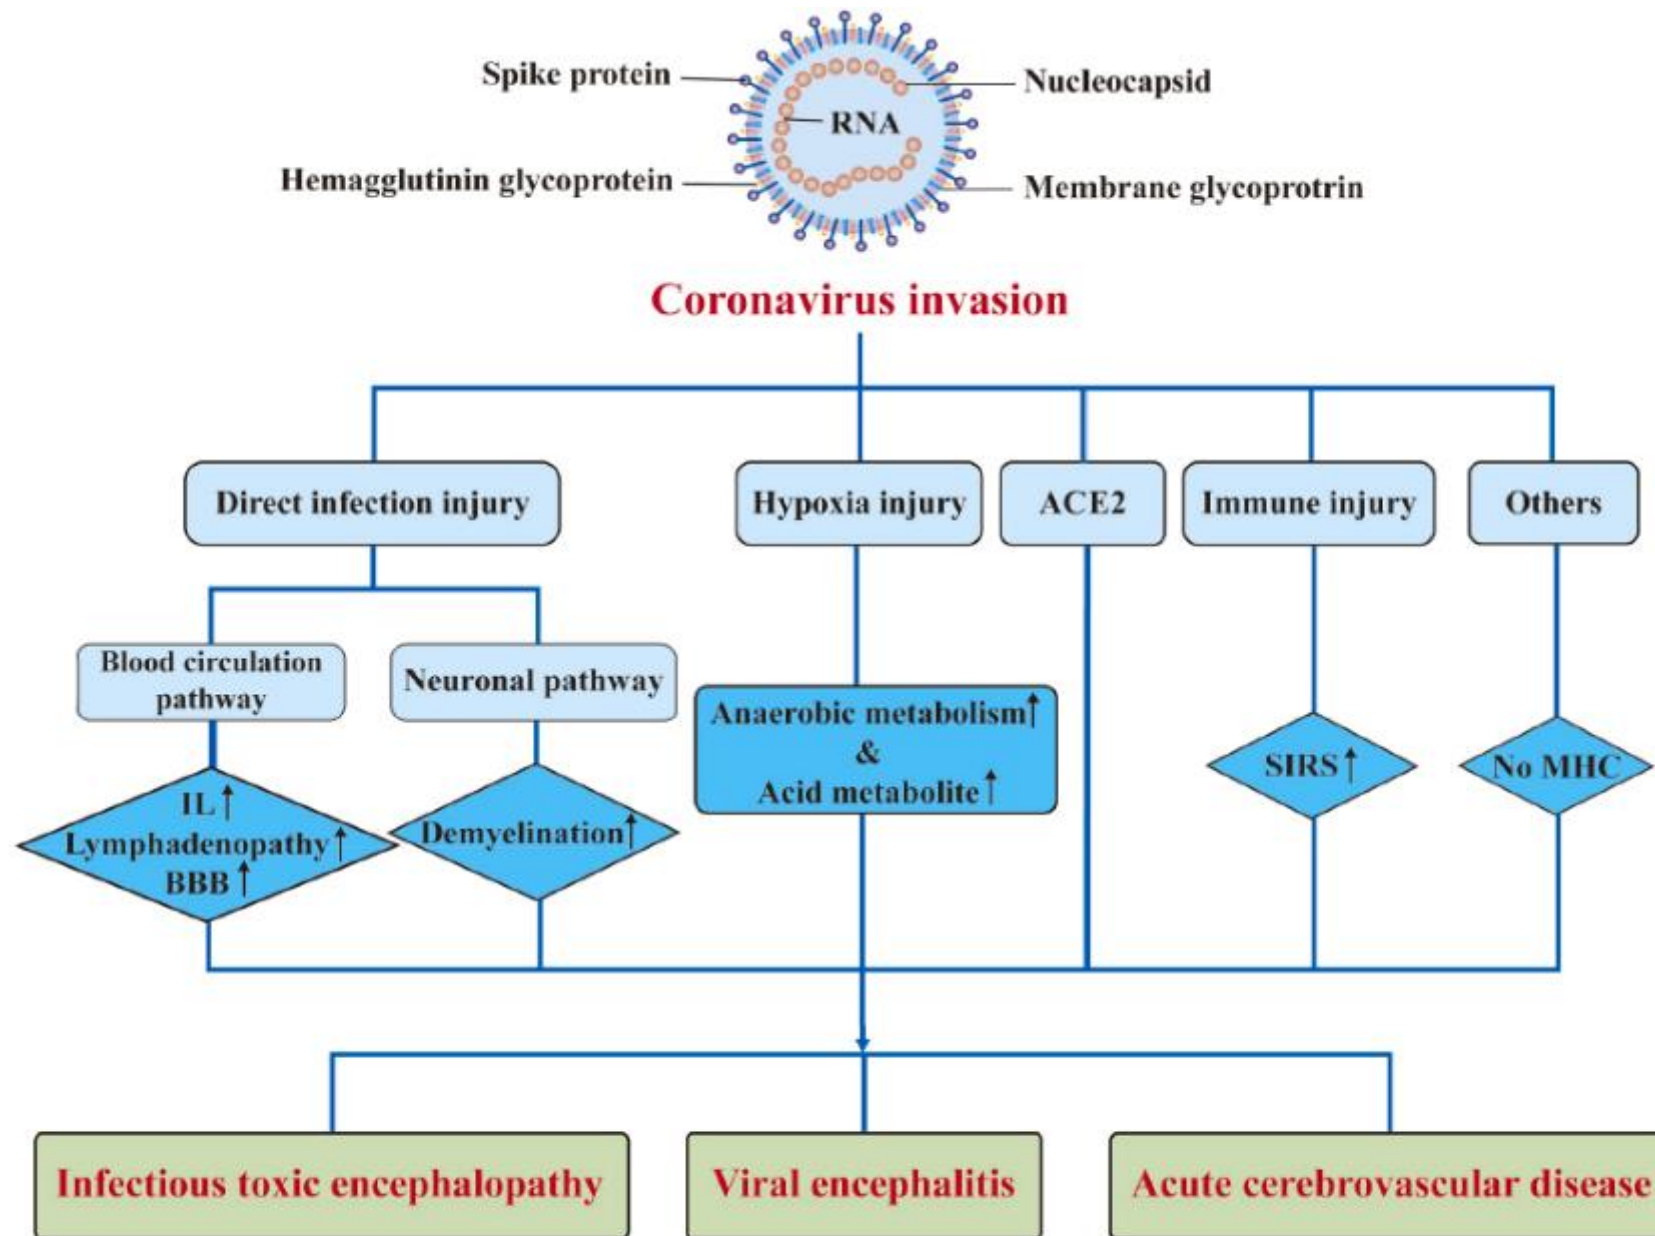 Spike protein
Nucleocapsid
RNA
Hemagglutinin glycoprotein
Membrane glycoprotrin
Coronavirus invasion
Direct infection injury
Hypoxia injury
ACE2
Immune injury
Others
Blood circulation
pathway
Neuronal pathway
Anaerobic metabolism↑
&
Acid metabolite↑
SIRS↑
No MHC
IL↑
Lymphadenopathy↑
BBB↑
Demyelination↑
Infectious toxic encephalopathy
Viral encephalitis
Acute cerebrovascular disease